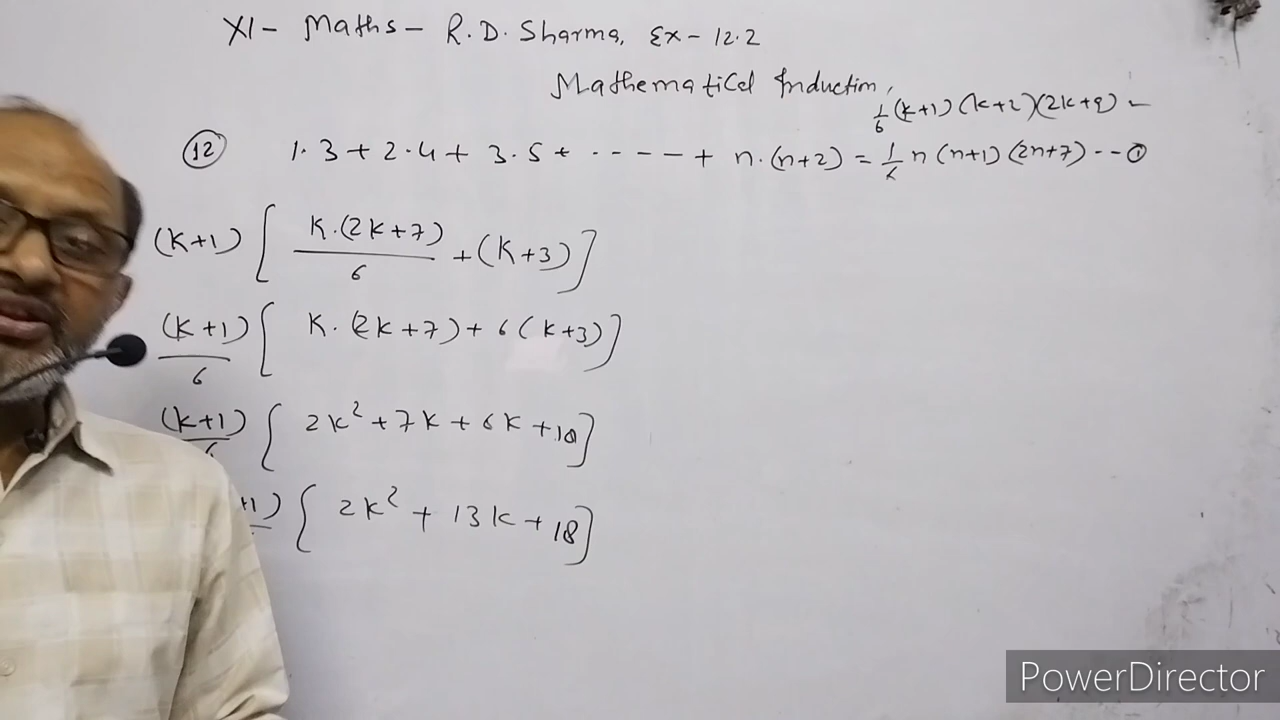 XI- Maths - R.D. Sharma, Ex - 12.2
Mathematical Induction,
1/6 (k+1) (k+2) (2k+9) -
(12) 1.3 + 2.4 + 3.5 + ----- + n.(n+2) = 1/6 n (n+1) (2n+7) --- (1)
(k+1) [ k.(2k+7)/6 + (k+3) ]
(k+1)/6 [ k.(2k+7) + 6(k+3) ]
(k+1)/6 [ 2k² + 7k + 6k + 18 ]
+1) [ 2k² + 13k + 18 ]
PowerDirector